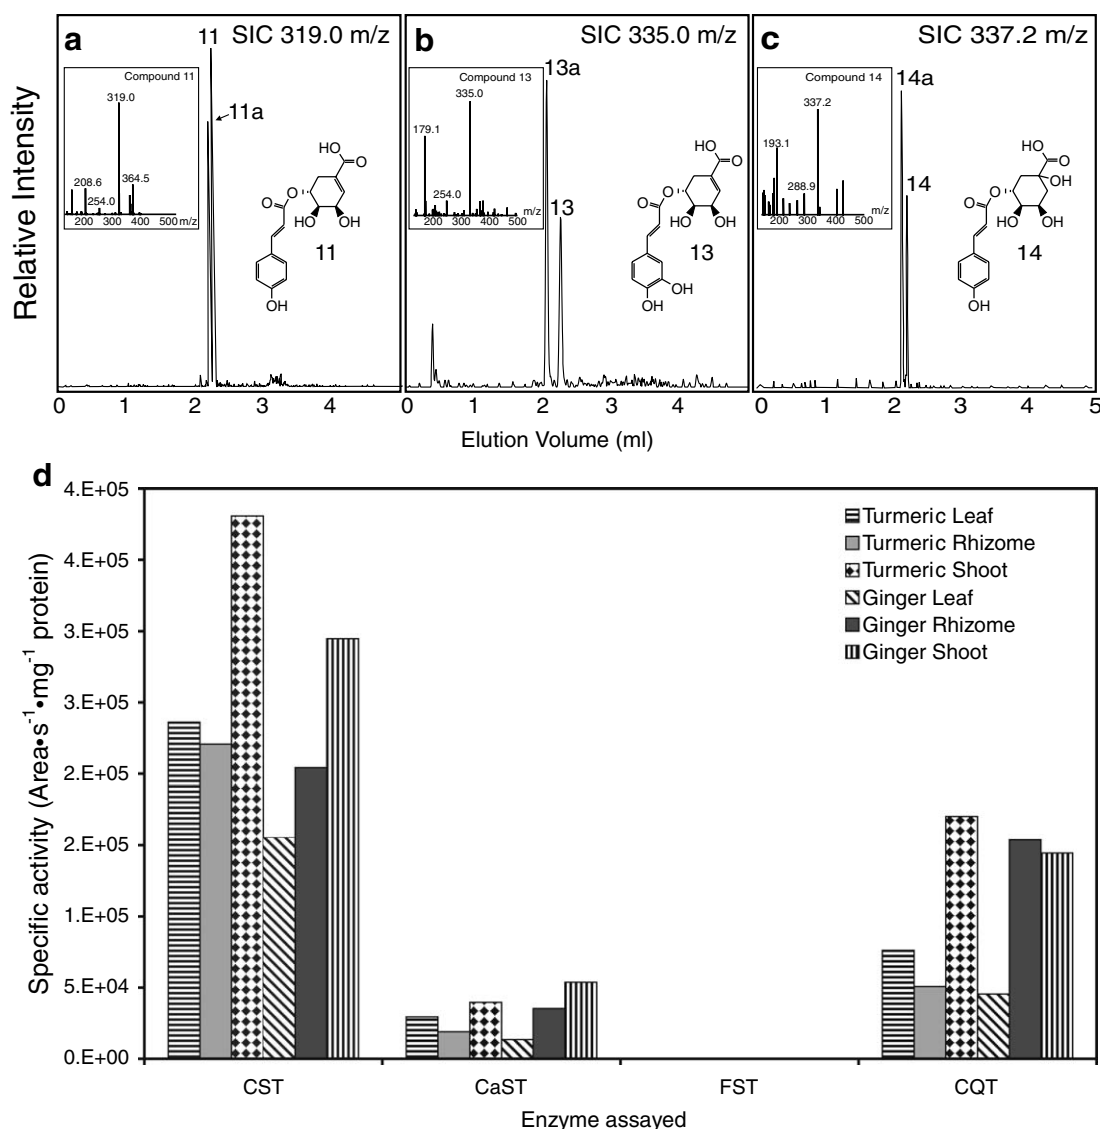 a
11
SIC 319.0 m/z
11a
Compound 11
319.0
208.6
254.0
364.5
200 300 400 500 m/z
HO
O
O
O
HO
OH
OH
11
b
SIC 335.0 m/z
13a
13
Compound 13
335.0
179.1
254.0
200 300 400 500
HO
O
O
O
HO
OH
OH
OH
13
c
SIC 337.2 m/z
14a
14
Compound 14
337.2
193.1
288.9
200 300 400 500 m/z
HO
O
OH
O
O
HO
OH
OH
14
Relative Intensity
0 1 2 3 4
0 1 2 3 4
0 1 2 3 4 5
Elution Volume (ml)
d
4.E+05
4.E+05
3.E+05
3.E+05
2.E+05
2.E+05
1.E+05
5.E+04
0.E+00
Specific activity (Area•s⁻¹•mg⁻¹ protein)
Turmeric Leaf
Turmeric Rhizome
Turmeric Shoot
Ginger Leaf
Ginger Rhizome
Ginger Shoot
CST CaST FST CQT
Enzyme assayed